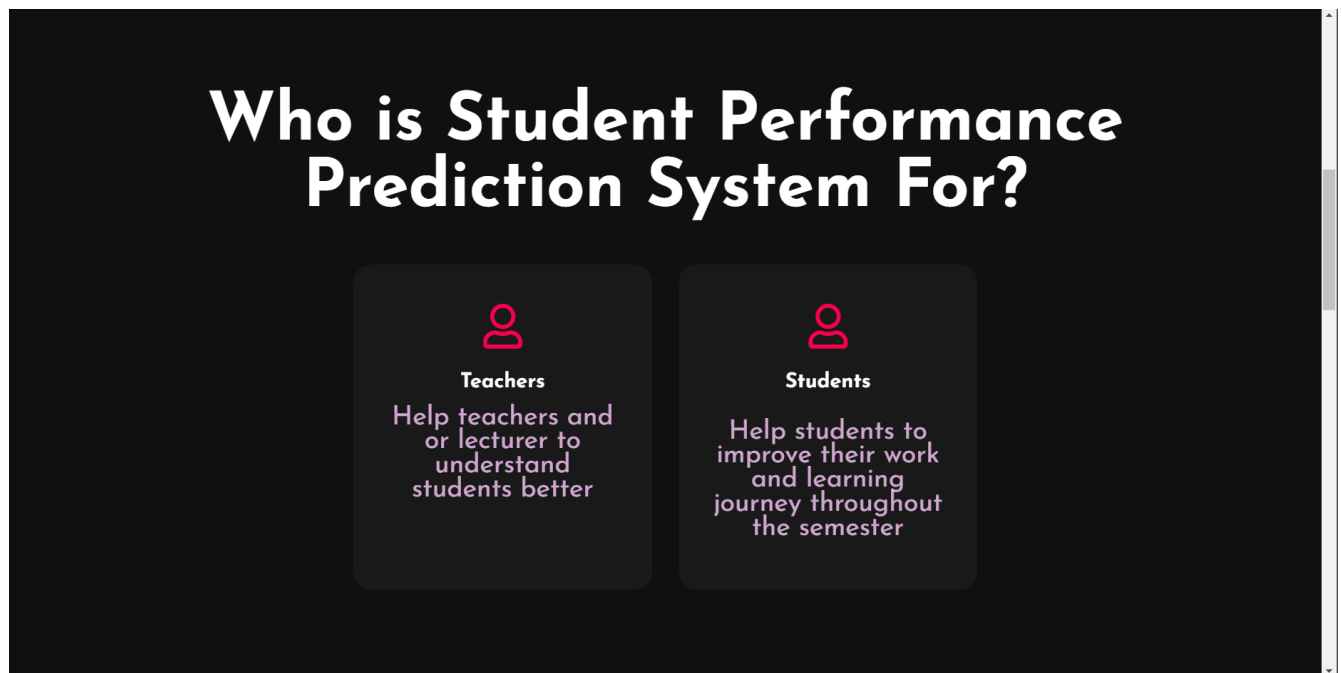 Who is Student Performance
Prediction System For?
Teachers
Help teachers and
or lecturer to
understand
students better
Students
Help students to
improve their work
and learning
journey throughout
the semester